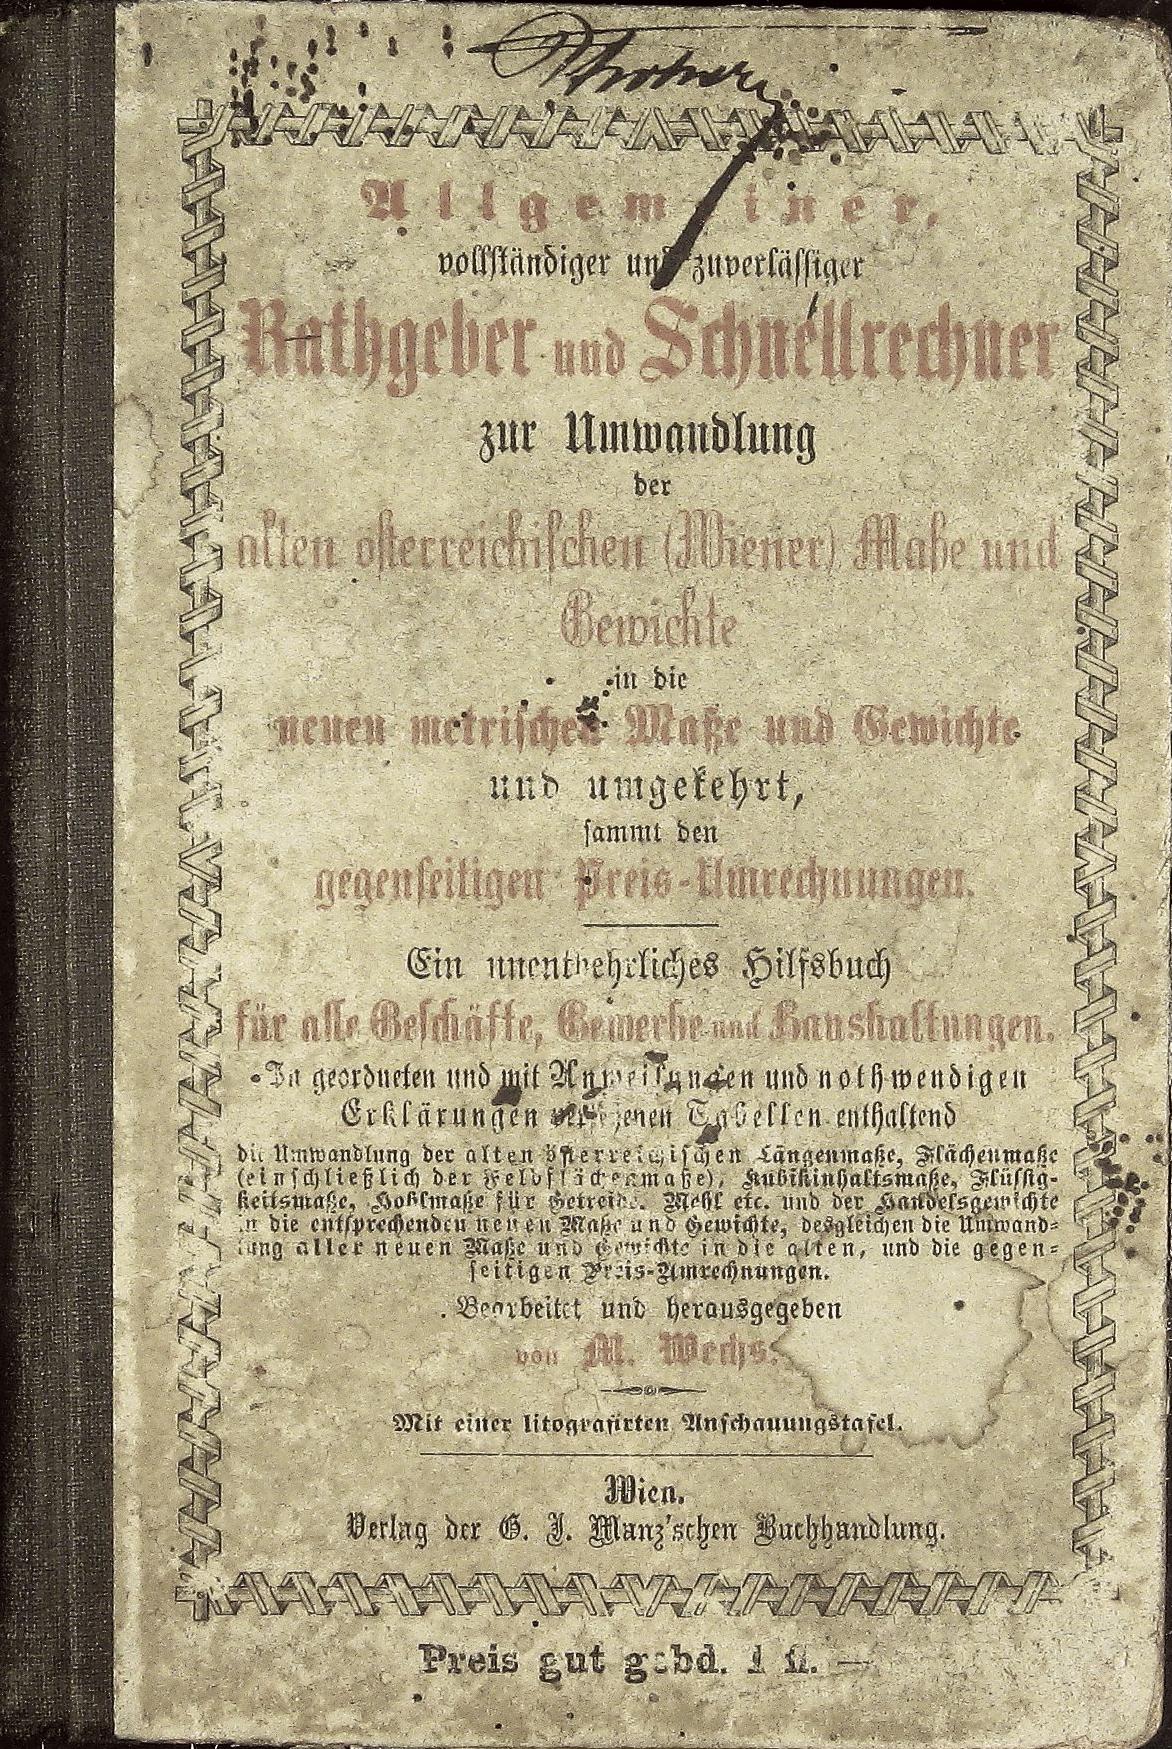 Allgemeiner,
vollständiger und zuverlässiger
Rathgeber und Schnellrechner
zur Umwandlung
der
alten österreichischen (Wiener) Maße und
Gewichte
in die
neuen metrischen Maße und Gewichte
und umgekehrt,
sammt den
gegenseitigen Preis-Umrechnungen.
Ein unentbehrliches Hilfsbuch
für alle Geschäfte, Gewerbe und Haushaltungen.
In geordneten und mit Anweisungen und nothwendigen
Erklärungen versehenen Tabellen enthaltend
die Umwandlung der alten österreichischen Längenmaße, Flächenmaße
(einschließlich der Feldflächenmaße), Kubikinhaltsmaße, Flüssig-
keitsmaße, Hohlmaße für Getreide, Mehl etc. und der Handelsgewichte
in die entsprechenden neuen Maße und Gewichte, desgleichen die Umwand-
lung aller neuen Maße und Gewichte in die alten, und die gegen-
seitigen Preis-Umrechnungen.
Bearbeitet und herausgegeben
von M. Wechs.
Mit einer litografirten Anschauungstafel.
Wien.
Verlag der G. J. Manz'schen Buchhandlung.
Preis gut gebd. 1 fl. —